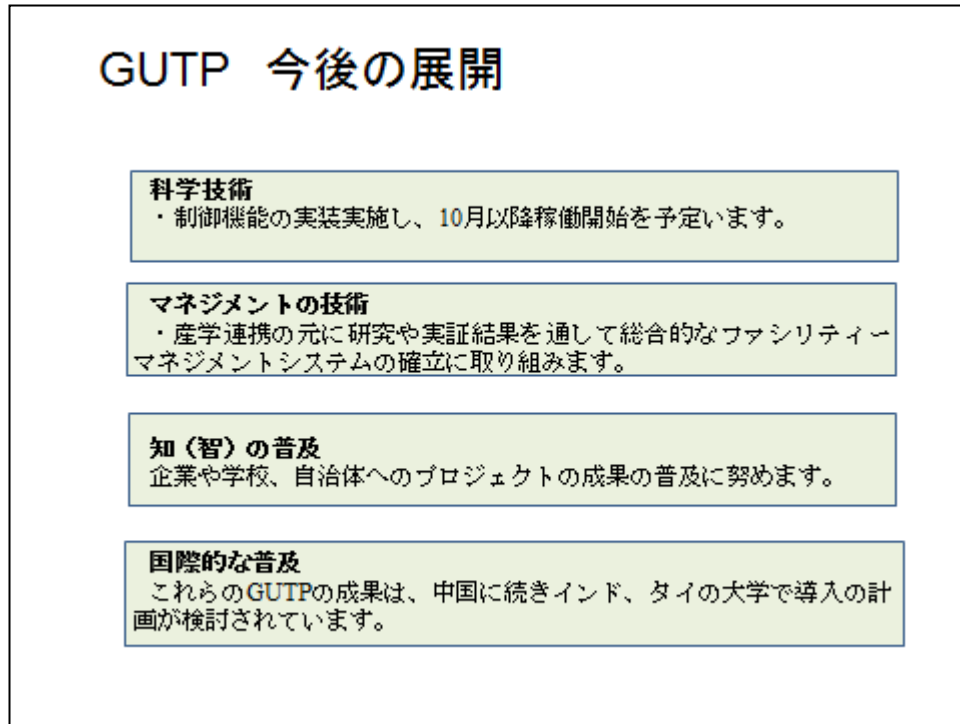 GUTP　今後の展開
科学技術
・制御機能の実装実施し、10月以降稼働開始を予定います。
マネジメントの技術
・産学連携の元に研究や実証結果を通して総合的なファシリティー
マネジメントシステムの確立に取り組みます。
知（智）の普及
企業や学校、自治体へのプロジェクトの成果の普及に努めます。
国際的な普及
これらのGUTPの成果は、中国に続きインド、タイの大学で導入の計
画が検討されています。